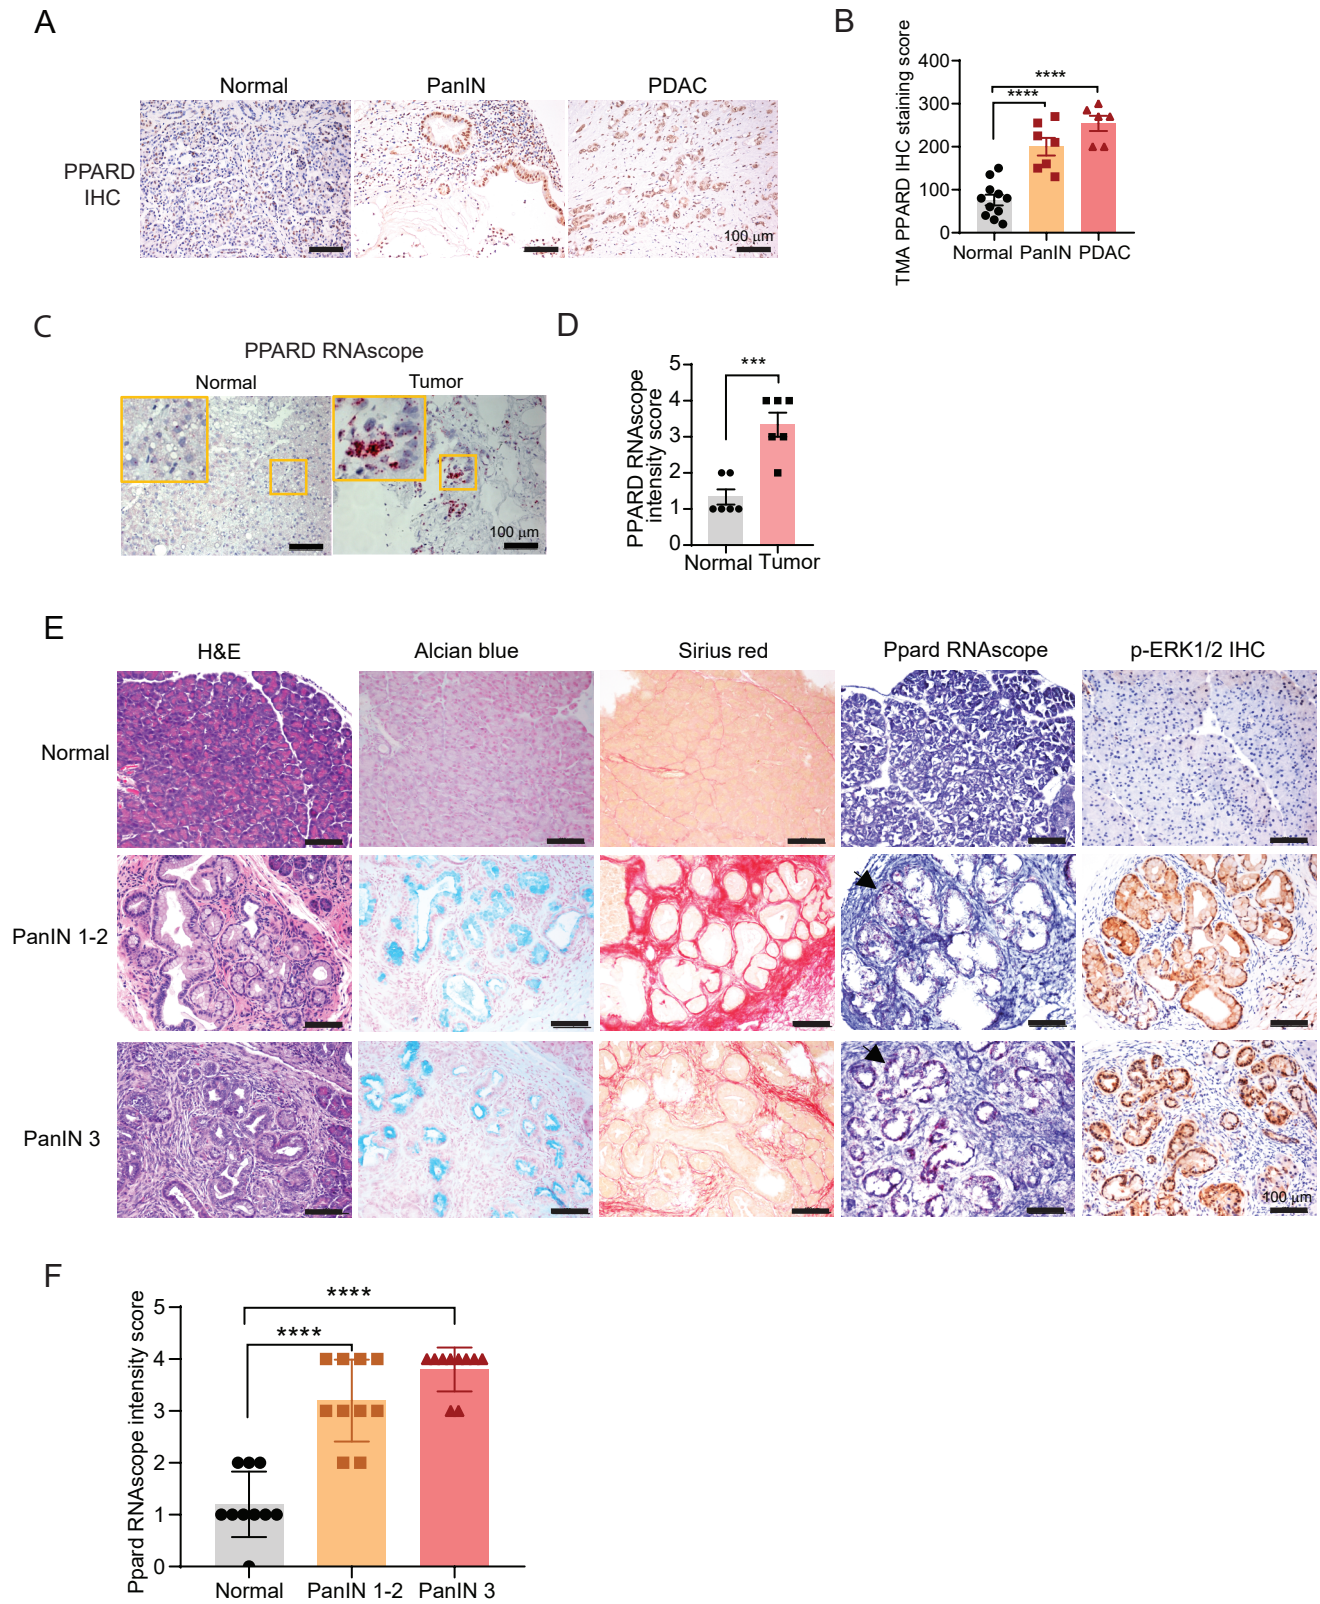 A
Normal
PanIN
PDAC
PPARD
IHC
100 µm
B
TMA PPARD IHC staining score
400
300
200
100
0
****
****
Normal PanIN PDAC
C
PPARD RNAscope
Normal
Tumor
100 µm
D
PPARD RNAscope
intensity score
5
4
3
2
1
0
***
Normal Tumor
E
H&E
Alcian blue
Sirius red
Ppard RNAscope
p-ERK1/2 IHC
Normal
PanIN 1-2
PanIN 3
100 µm
F
Ppard RNAscope intensity score
5
4
3
2
1
0
****
****
Normal PanIN 1-2 PanIN 3